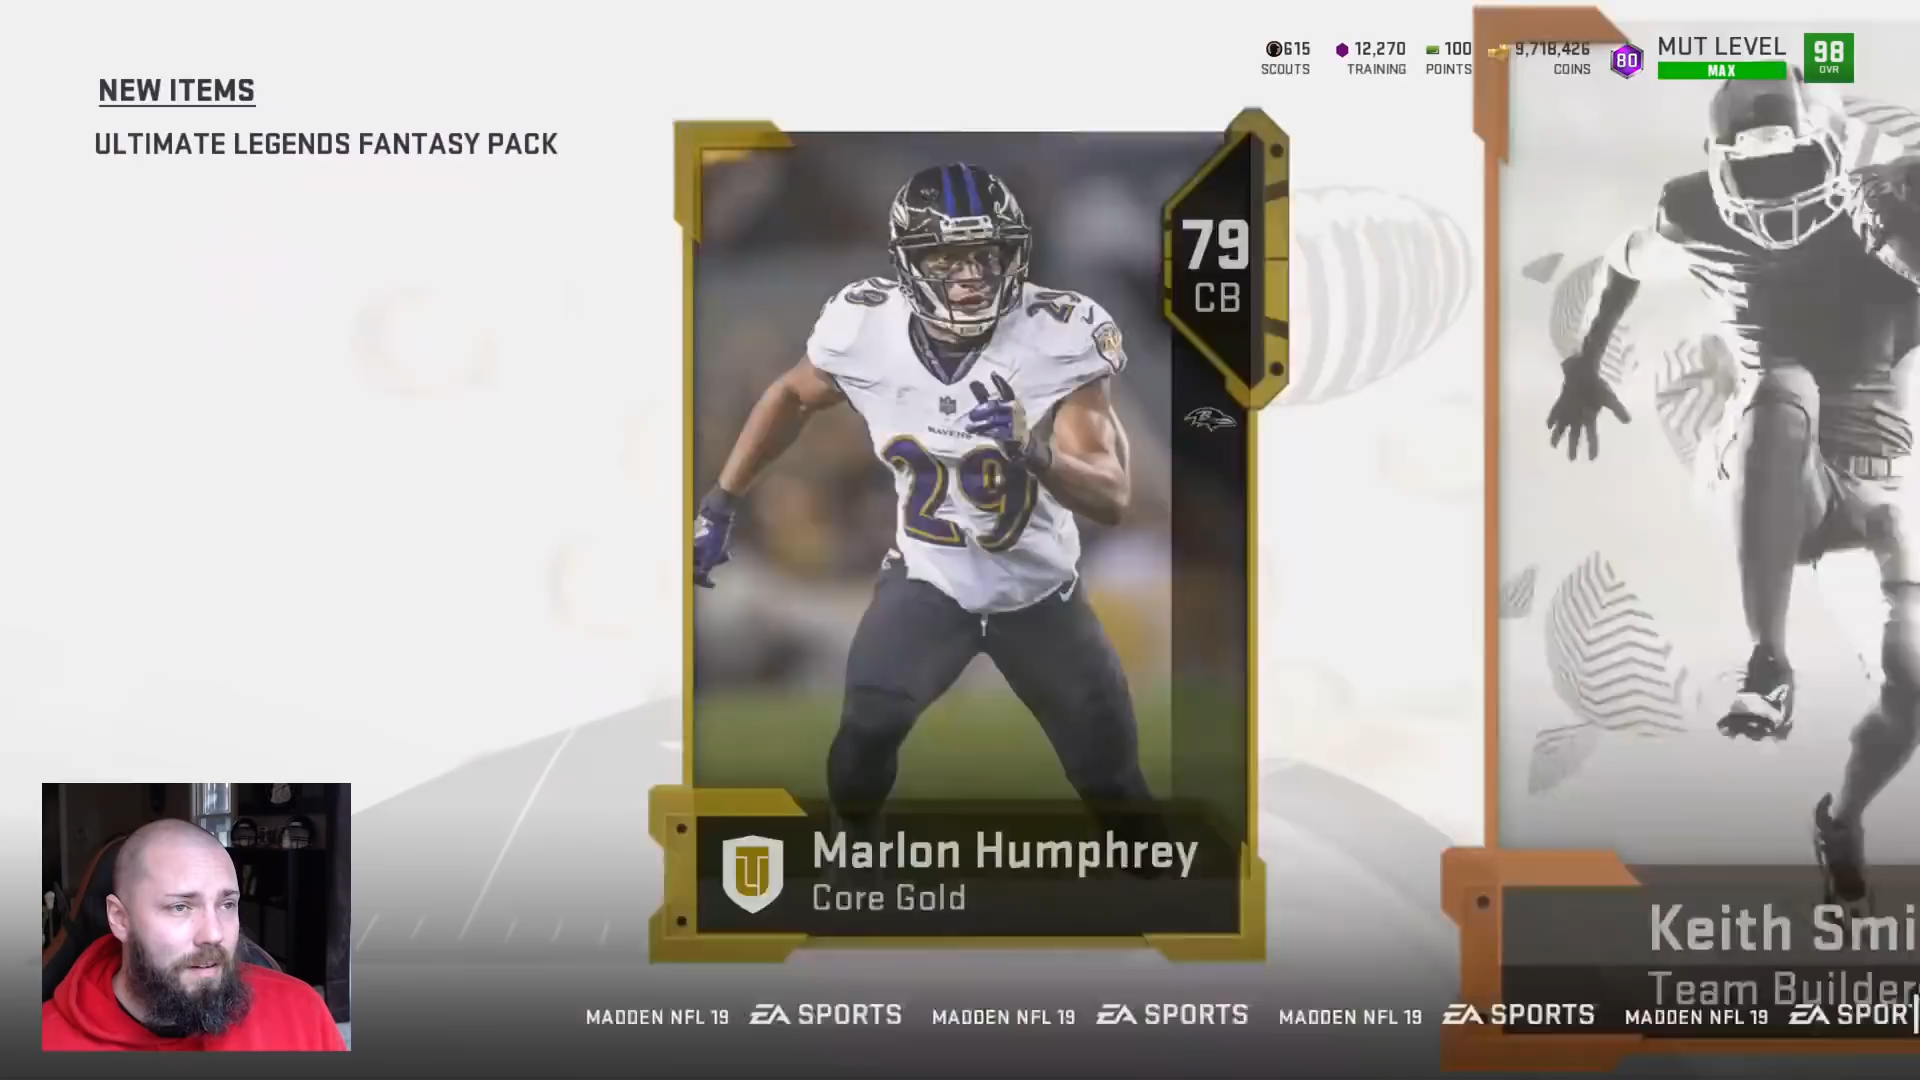 NEW ITEMS
ULTIMATE LEGENDS FANTASY PACK
615
SCOUTS
12,270
TRAINING
100
POINTS
9,718,426
COINS
80
MUT LEVEL
MAX
98
OVR
79
CB
29
RAVENS
29
Marlon Humphrey
Core Gold
Keith Smi
Team Builder
MADDEN NFL 19 EA SPORTS MADDEN NFL 19 EA SPORTS MADDEN NFL 19 EA SPORTS MADDEN NFL 19 EA SPORT